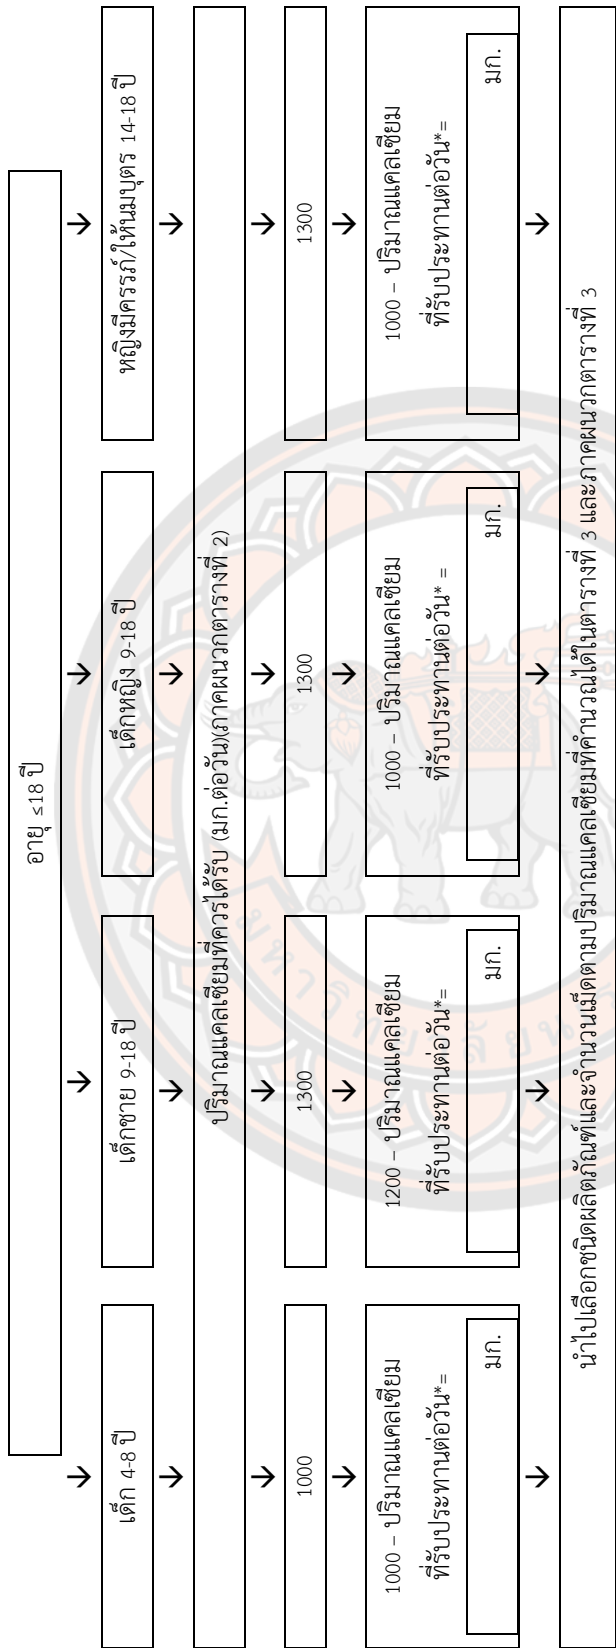 อายุ ≤18 ปี
เด็ก 4-8 ปี
เด็กชาย 9-18 ปี
เด็กหญิง 9-18 ปี
หญิงมีครรภ์/ให้นมบุตร 14-18 ปี
ปริมาณแคลเซียมที่ควรได้รับ (มก.ต่อวัน)(ภาคผนวกตารางที่ 2)
1000
1300
1300
1300
1000 – ปริมาณแคลเซียม
ที่รับประทานต่อวัน*=
มก.
1200 – ปริมาณแคลเซียม
ที่รับประทานต่อวัน*=
มก.
1000 – ปริมาณแคลเซียม
ที่รับประทานต่อวัน* =
มก.
1000 – ปริมาณแคลเซียม
ที่รับประทานต่อวัน*=
มก.
นำไปเลือกชนิดผลิตภัณฑ์และจำนวนเม็ดตามปริมาณแคลเซียมที่คำนวณได้ในตารางที่ 3 และภาคผนวกตารางที่ 3